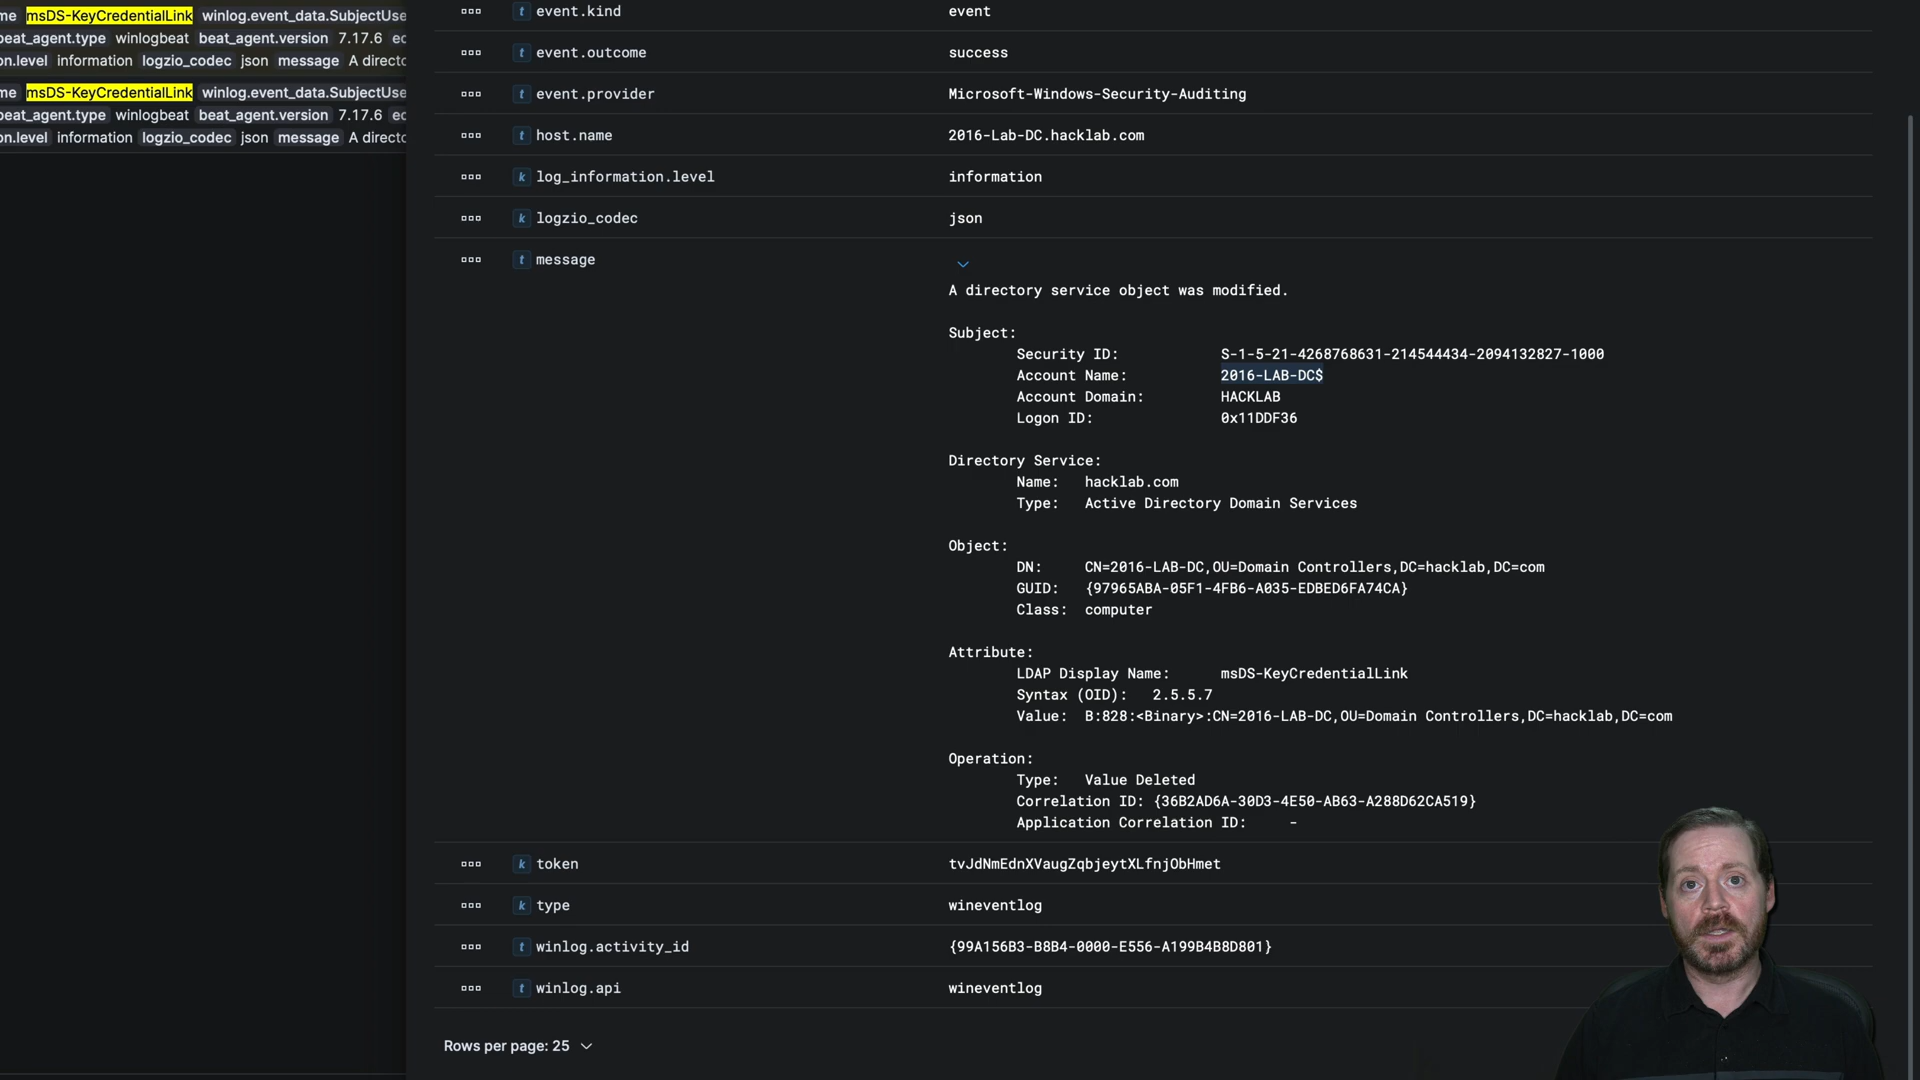 me msDS-KeyCredentialLink winlog.event_data.SubjectUse
beat_agent.type winlogbeat beat_agent.version 7.17.6 ec
on.level information logzio_codec json message A directo
me msDS-KeyCredentialLink winlog.event_data.SubjectUse
beat_agent.type winlogbeat beat_agent.version 7.17.6 ec
on.level information logzio_codec json message A directo
t event.kind event
t event.outcome success
t event.provider Microsoft-Windows-Security-Auditing
t host.name 2016-Lab-DC.hacklab.com
k log_information.level information
k logzio_codec json
t message
A directory service object was modified.
Subject:
Security ID: S-1-5-21-4268768631-214544434-2094132827-1000
Account Name: 2016-LAB-DC$
Account Domain: HACKLAB
Logon ID: 0x11DDF36
Directory Service:
Name: hacklab.com
Type: Active Directory Domain Services
Object:
DN: CN=2016-LAB-DC,OU=Domain Controllers,DC=hacklab,DC=com
GUID: {97965ABA-05F1-4FB6-A035-EDBED6FA74CA}
Class: computer
Attribute:
LDAP Display Name: msDS-KeyCredentialLink
Syntax (OID): 2.5.5.7
Value: B:828:<Binary>:CN=2016-LAB-DC,OU=Domain Controllers,DC=hacklab,DC=com
Operation:
Type: Value Deleted
Correlation ID: {36B2AD6A-30D3-4E50-AB63-A288D62CA519}
Application Correlation ID: -
k token tvJdNmEdnXVaugZqbjeytXLfnjObHmet
k type wineventlog
t winlog.activity_id {99A156B3-B8B4-0000-E556-A199B4B8D801}
t winlog.api wineventlog
Rows per page: 25